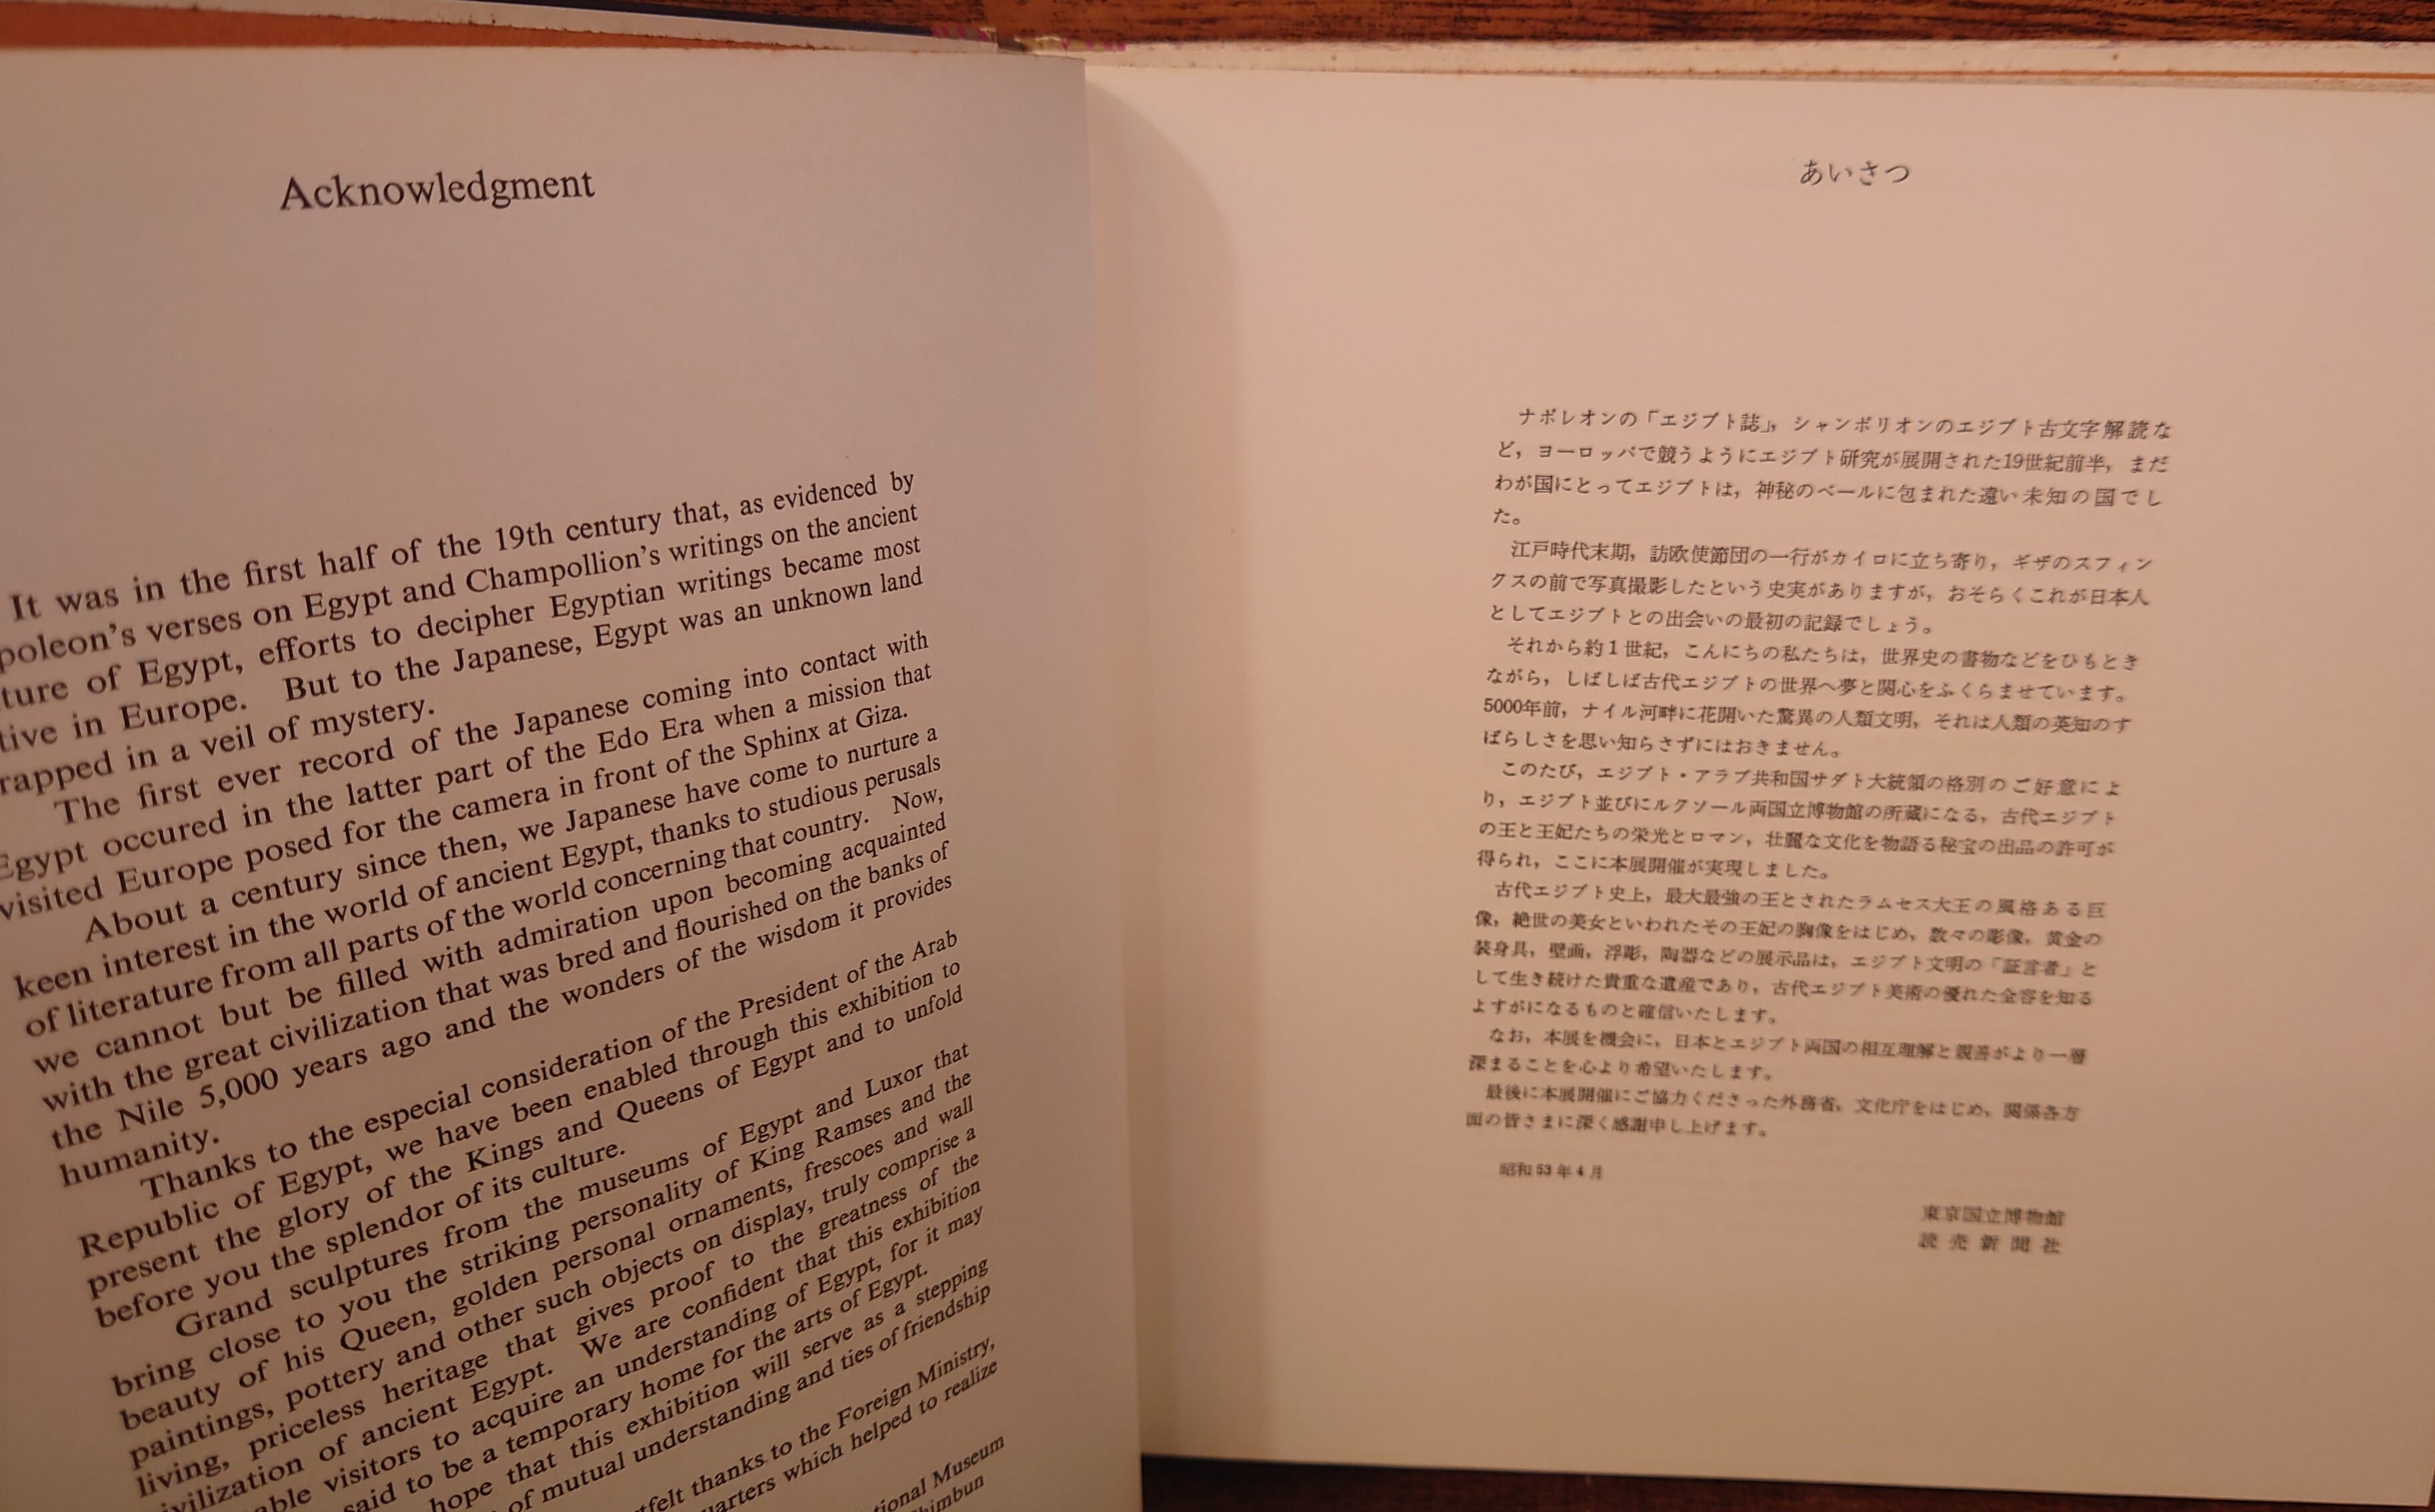 Acknowledgment
It was in the first half of the 19th century that, as evidenced by
poleon's verses on Egypt and Champollion's writings on the ancient
ture of Egypt, efforts to decipher Egyptian writings became most
tive in Europe. But to the Japanese, Egypt was an unknown land
rapped in a veil of mystery.
The first ever record of the Japanese coming into contact with
Egypt occured in the latter part of the Edo Era when a mission that
visited Europe posed for the camera in front of the Sphinx at Giza.
About a century since then, we Japanese have come to nurture a
keen interest in the world of ancient Egypt, thanks to studious perusals
of literature from all parts of the world concerning that country. Now,
we cannot but be filled with admiration upon becoming acquainted
with the great civilization that was bred and flourished on the banks of
the Nile 5,000 years ago and the wonders of the wisdom it provides
humanity.
Thanks to the especial consideration of the President of the Arab
Republic of Egypt, we have been enabled through this exhibition to
present the glory of the Kings and Queens of Egypt and to unfold
before you the splendor of its culture.
Grand sculptures from the museums of Egypt and Luxor that
bring close to you the striking personality of King Ramses and the
beauty of his Queen, golden personal ornaments, frescoes and wall
paintings, pottery and other such objects on display, truly comprise a
living, priceless heritage that gives proof to the greatness of the
ivilization of ancient Egypt. We are confident that this exhibition
able visitors to acquire an understanding of Egypt, for it may
said to be a temporary home for the arts of Egypt.
hope that this exhibition will serve as a stepping
of mutual understanding and ties of friendship
tfelt thanks to the Foreign Ministry,
uarters which helped to realize
tional Museum
himbun
あいさつ
ナポレオンの「エジプト誌」，シャンポリオンのエジプト古文字解読な
ど，ヨーロッパで競うようにエジプト研究が展開された19世紀前半，まだ
わが国にとってエジプトは，神秘のベールに包まれた遠い未知の国でし
た。
江戸時代末期，訪欧使節団の一行がカイロに立ち寄り，ギザのスフィン
クスの前で写真撮影したという史実がありますが，おそらくこれが日本人
としてエジプトとの出会いの最初の記録でしょう。
それから約1世紀，こんにちの私たちは，世界史の書物などをひもとき
ながら，しばしば古代エジプトの世界へ夢と関心をふくらませています。
5000年前，ナイル河畔に花開いた驚異の人類文明，それは人類の英知のす
ばらしさを思い知らさずにはおきません。
このたび，エジプト・アラブ共和国サダト大統領の格別のご好意によ
り，エジプト並びにルクソール両国立博物館の所蔵になる，古代エジプト
の王と王妃たちの栄光とロマン，壮麗な文化を物語る秘宝の出品の許可が
得られ，ここに本展開催が実現しました。
古代エジプト史上，最大最強の王とされたラムセス大王の風格ある巨
像，絶世の美女といわれたその王妃の胸像をはじめ，数々の彫像，黄金の
装身具，壁画，浮彫，陶器などの展示品は，エジプト文明の「証言者」と
して生き続けた貴重な遺産であり，古代エジプト美術の優れた全容を知る
よすがになるものと確信いたします。
なお，本展を機会に，日本とエジプト両国の相互理解と親善がより一層
深まることを心より希望いたします。
最後に本展開催にご協力くださった外務省，文化庁をはじめ，関係各方
面の皆さまに深く感謝申し上げます。
昭和53年4月
東京国立博物館
読売新聞社